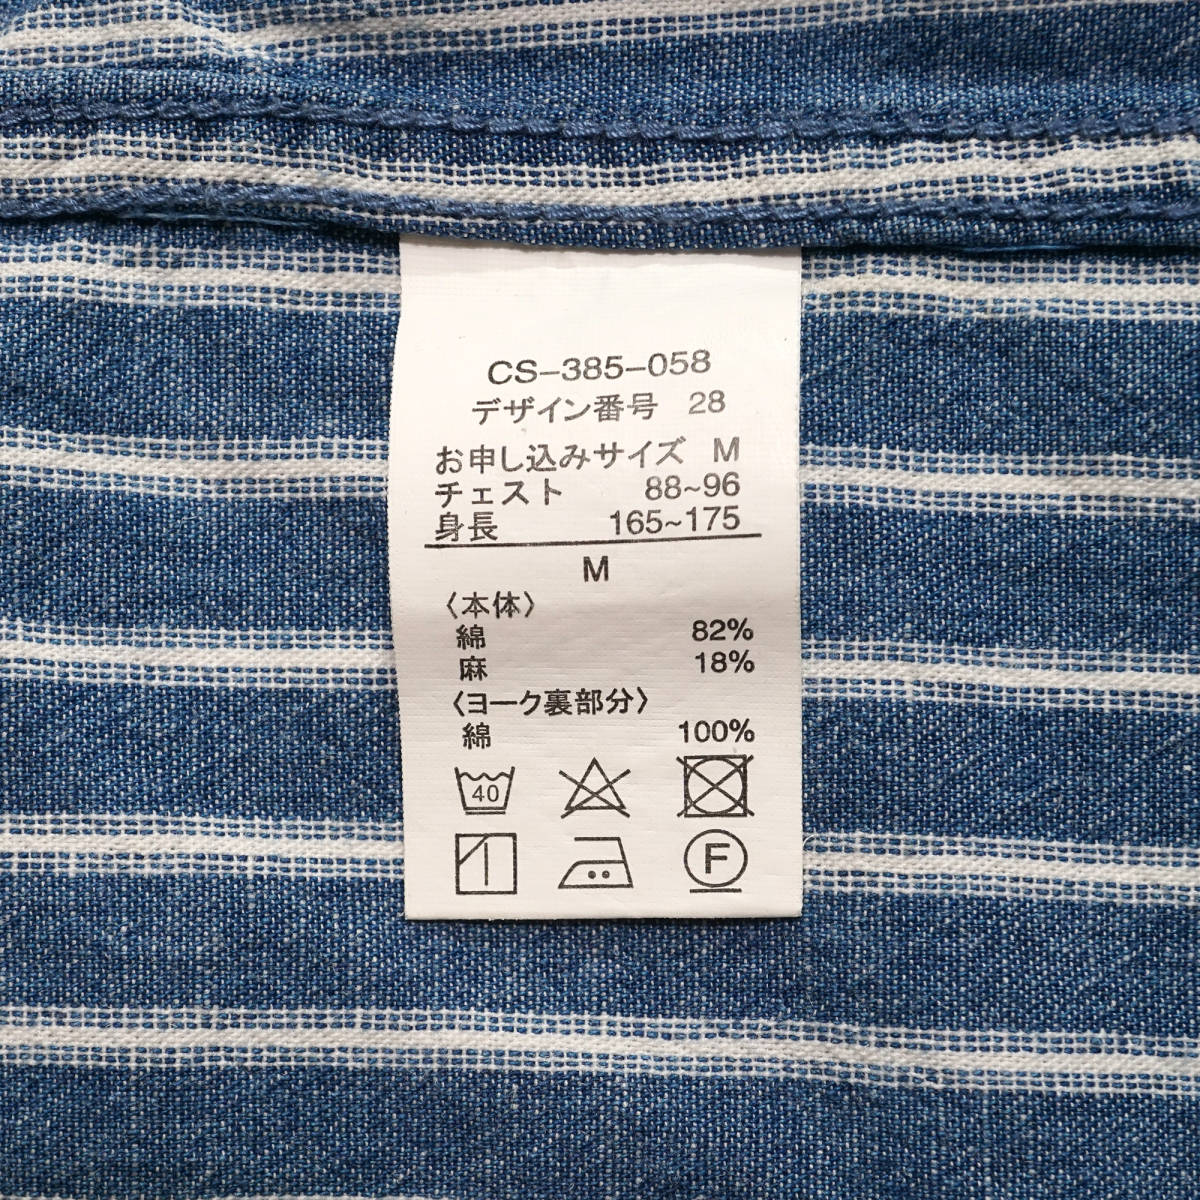 CS-385-058
デザイン番号 28
お申し込みサイズ M
チェスト 88~96
身長 165~175
M
〈本体〉
綿 82%
麻 18%
〈ヨーク裏部分〉
綿 100%
40
F